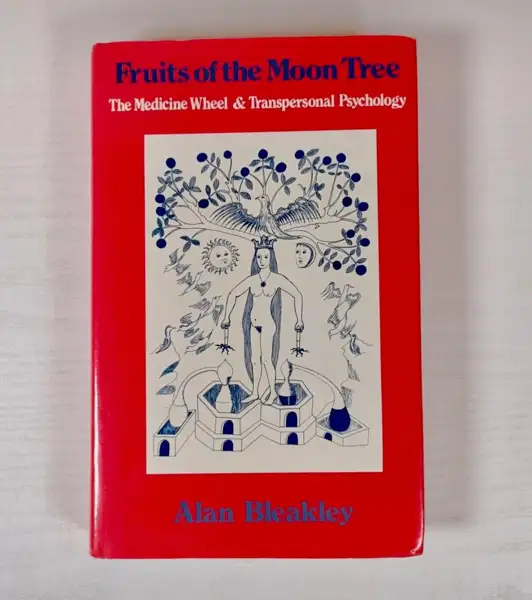 Fruits of the Moon Tree
The Medicine Wheel & Transpersonal Psychology
Alan Bleakley